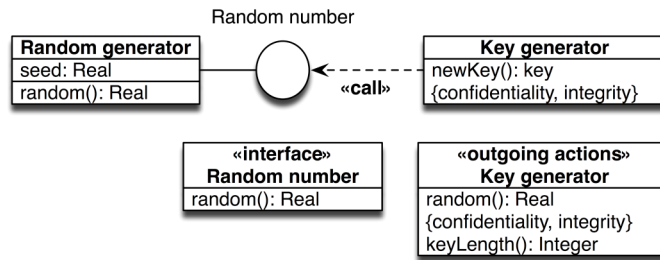 Random number
Random generator
seed: Real
random(): Real
«call»
Key generator
newKey(): key
{confidentiality, integrity}
«interface»
Random number
random(): Real
«outgoing actions»
Key generator
random(): Real
{confidentiality, integrity}
keyLength(): Integer